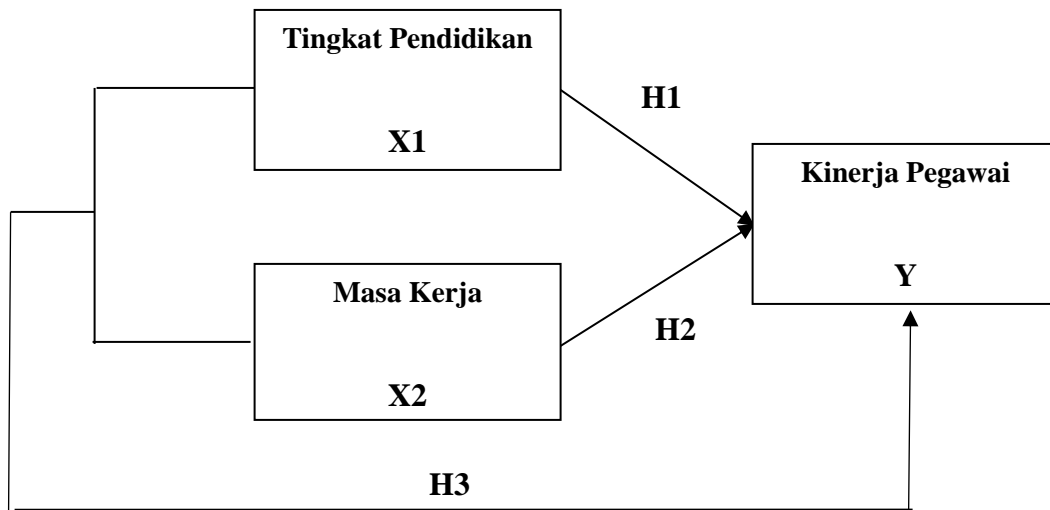 Tingkat Pendidikan
X1
H1
Kinerja Pegawai
Y
Masa Kerja
X2
H2
H3